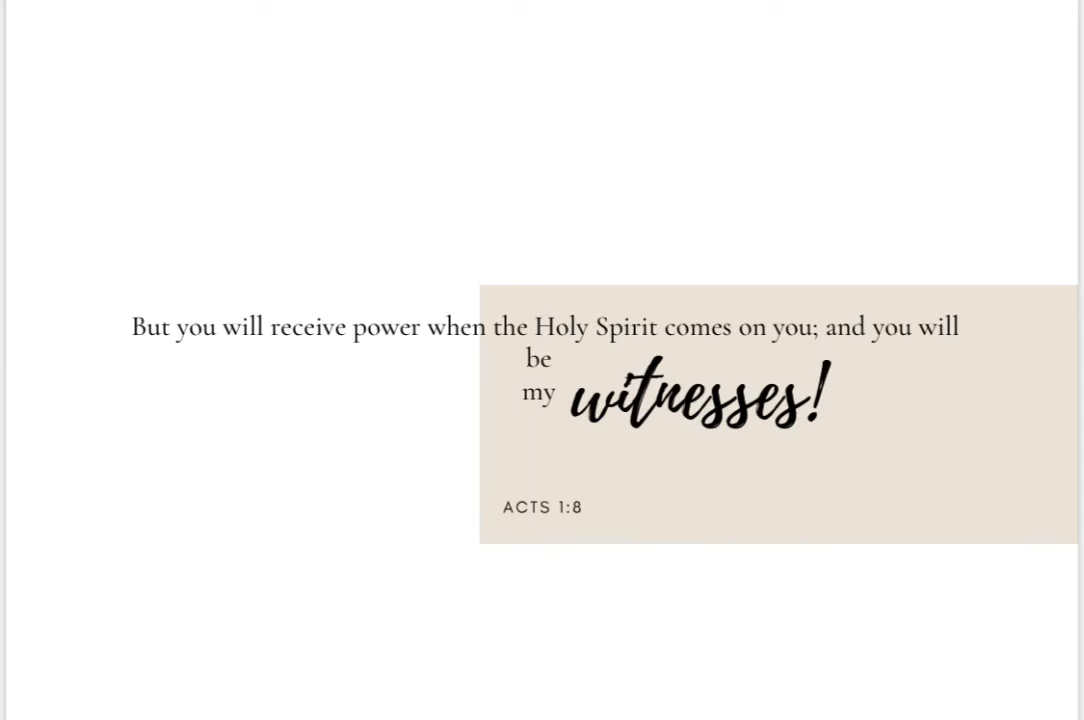 But you will receive power when the Holy Spirit comes on you; and you will
be
my witnesses!
ACTS 1:8